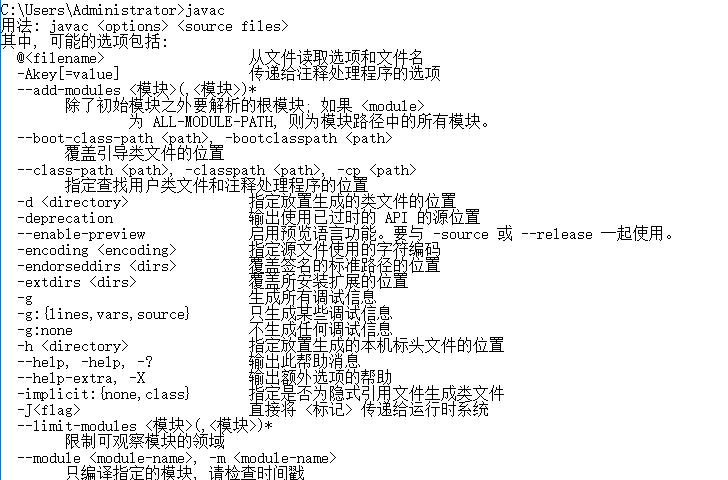 C:\Users\Administrator>javac
用法: javac <options> <source files>
其中, 可能的选项包括:
  @<filename>                  从文件读取选项和文件名
  -Akey[=value]                传递给注释处理程序的选项
  --add-modules <模块>(,<模块>)*
        除了初始模块之外要解析的根模块; 如果 <module>
                为 ALL-MODULE-PATH, 则为模块路径中的所有模块。
  --boot-class-path <path>, -bootclasspath <path>
        覆盖引导类文件的位置
  --class-path <path>, -classpath <path>, -cp <path>
        指定查找用户类文件和注释处理程序的位置
  -d <directory>               指定放置生成的类文件的位置
  -deprecation                 输出使用已过时的 API 的源位置
  --enable-preview             启用预览语言功能。要与 -source 或 --release 一起使用。
  -encoding <encoding>         指定源文件使用的字符编码
  -endorseddirs <dirs>         覆盖签名的标准路径的位置
  -extdirs <dirs>              覆盖所安装扩展的位置
  -g                           生成所有调试信息
  -g:{lines,vars,source}       只生成某些调试信息
  -g:none                      不生成任何调试信息
  -h <directory>               指定放置生成的本机标头文件的位置
  --help, -help, -?            输出此帮助消息
  --help-extra, -X             输出额外选项的帮助
  -implicit:{none,class}       指定是否为隐式引用文件生成类文件
  -J<flag>                     直接将 <标记> 传递给运行时系统
  --limit-modules <模块>(,<模块>)*
        限制可观察模块的领域
  --module <module-name>, -m <module-name>
        只编译指定的模块, 请检查时间戳